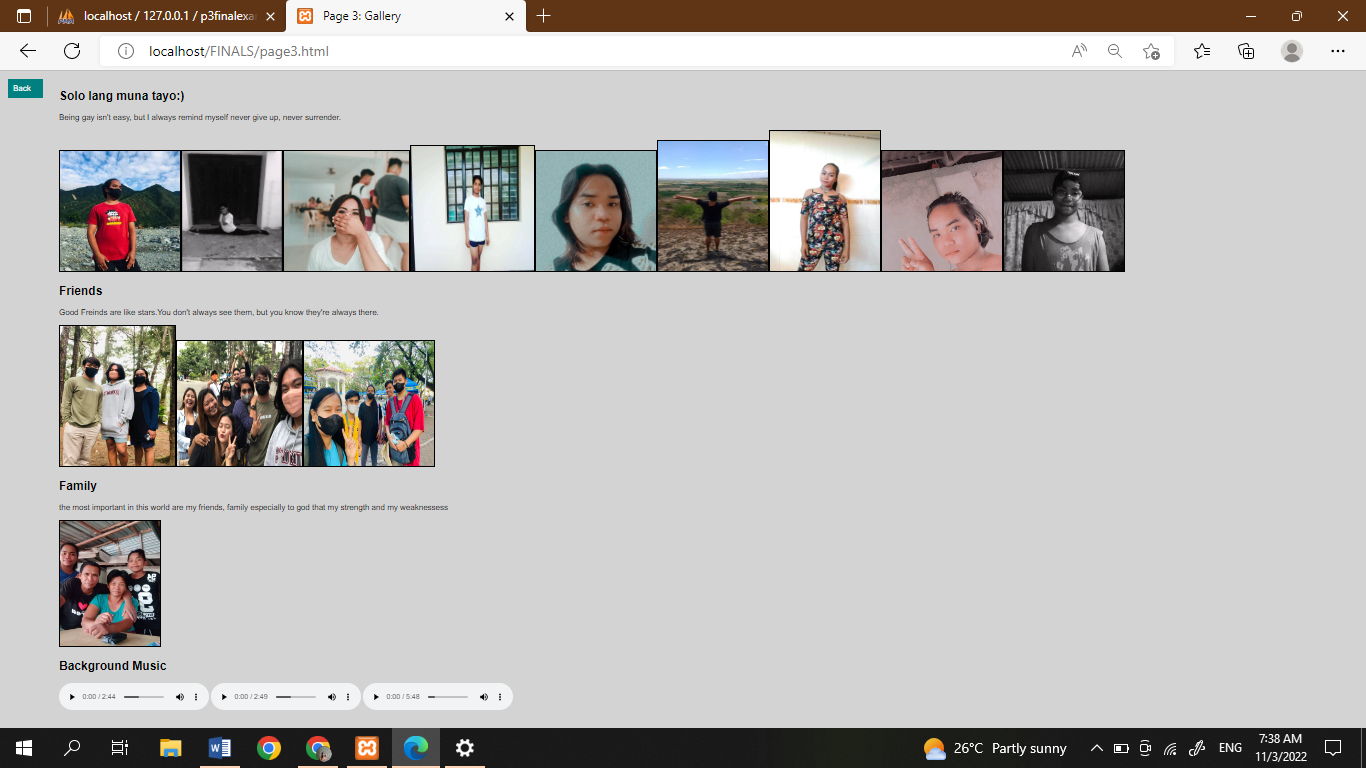 localhost / 127.0.0.1 / p3finalexa
Page 3: Gallery
localhost/FINALS/page3.html
Back
Solo lang muna tayo:)
Being gay isn't easy, but I always remind myself never give up, never surrender.
Friends
Good Freinds are like stars.You don't always see them, but you know they're always there.
Family
the most important in this world are my friends, family especially to god that my strength and my weaknessess
Background Music
0:00 / 2:44
0:00 / 2:49
0:00 / 5:48
26°C Partly sunny
ENG
7:38 AM
11/3/2022